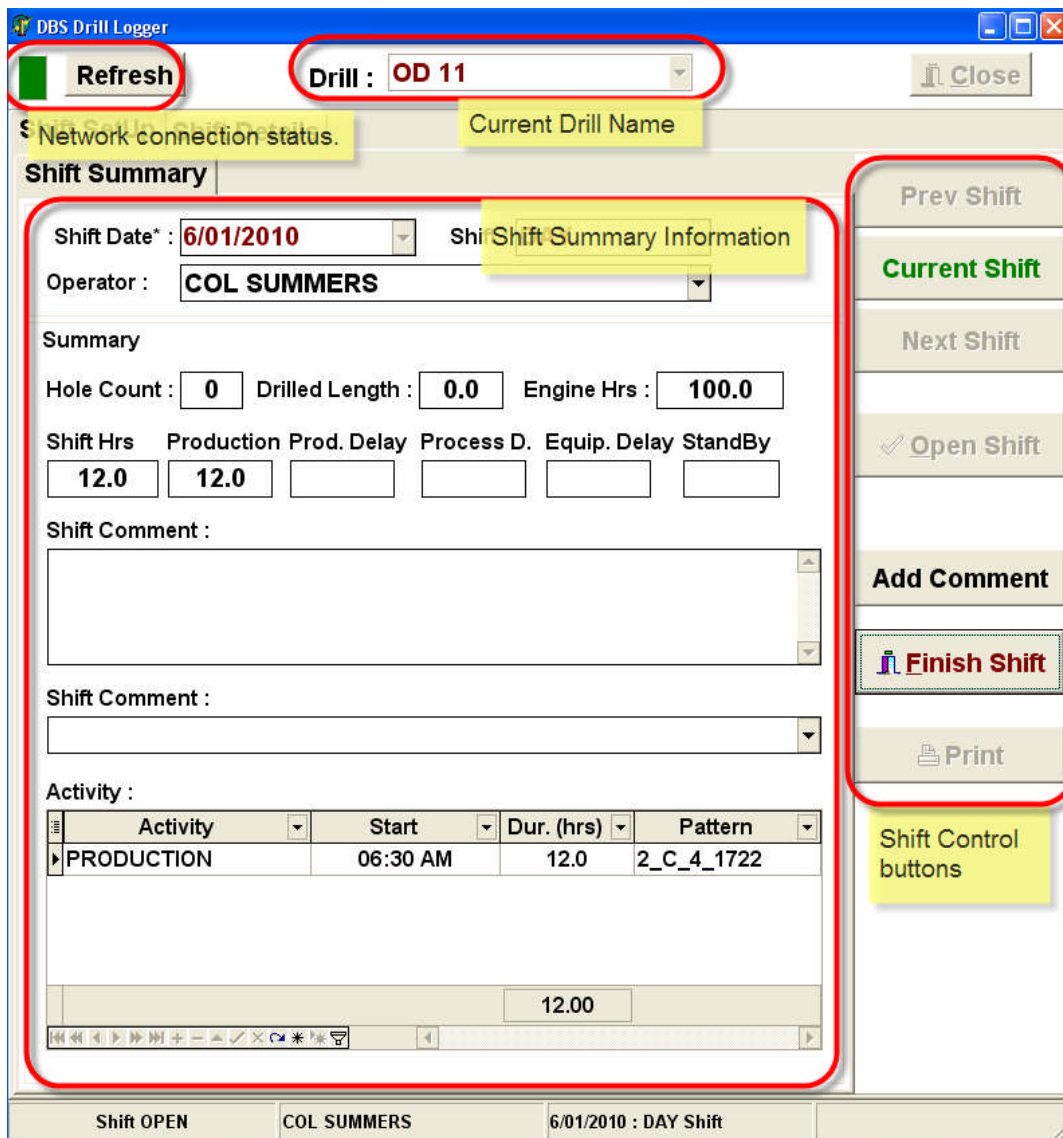 DBS Drill Logger
Refresh
Drill : OD 11
Close
Network connection status.
Current Drill Name
Shift Summary
Shift Date* : 6/01/2010
Shift Summary Information
Operator : COL SUMMERS
Summary
Hole Count : 0 Drilled Length : 0.0 Engine Hrs : 100.0
Shift Hrs Production Prod. Delay Process D. Equip. Delay StandBy
12.0 12.0
Shift Comment :
Shift Comment :
Activity :
Activity Start Dur. (hrs) Pattern
PRODUCTION 06:30 AM 12.0 2_C_4_1722
12.00
Prev Shift
Current Shift
Next Shift
Open Shift
Add Comment
Finish Shift
Print
Shift Control
buttons
Shift OPEN COL SUMMERS 6/01/2010 : DAY Shift